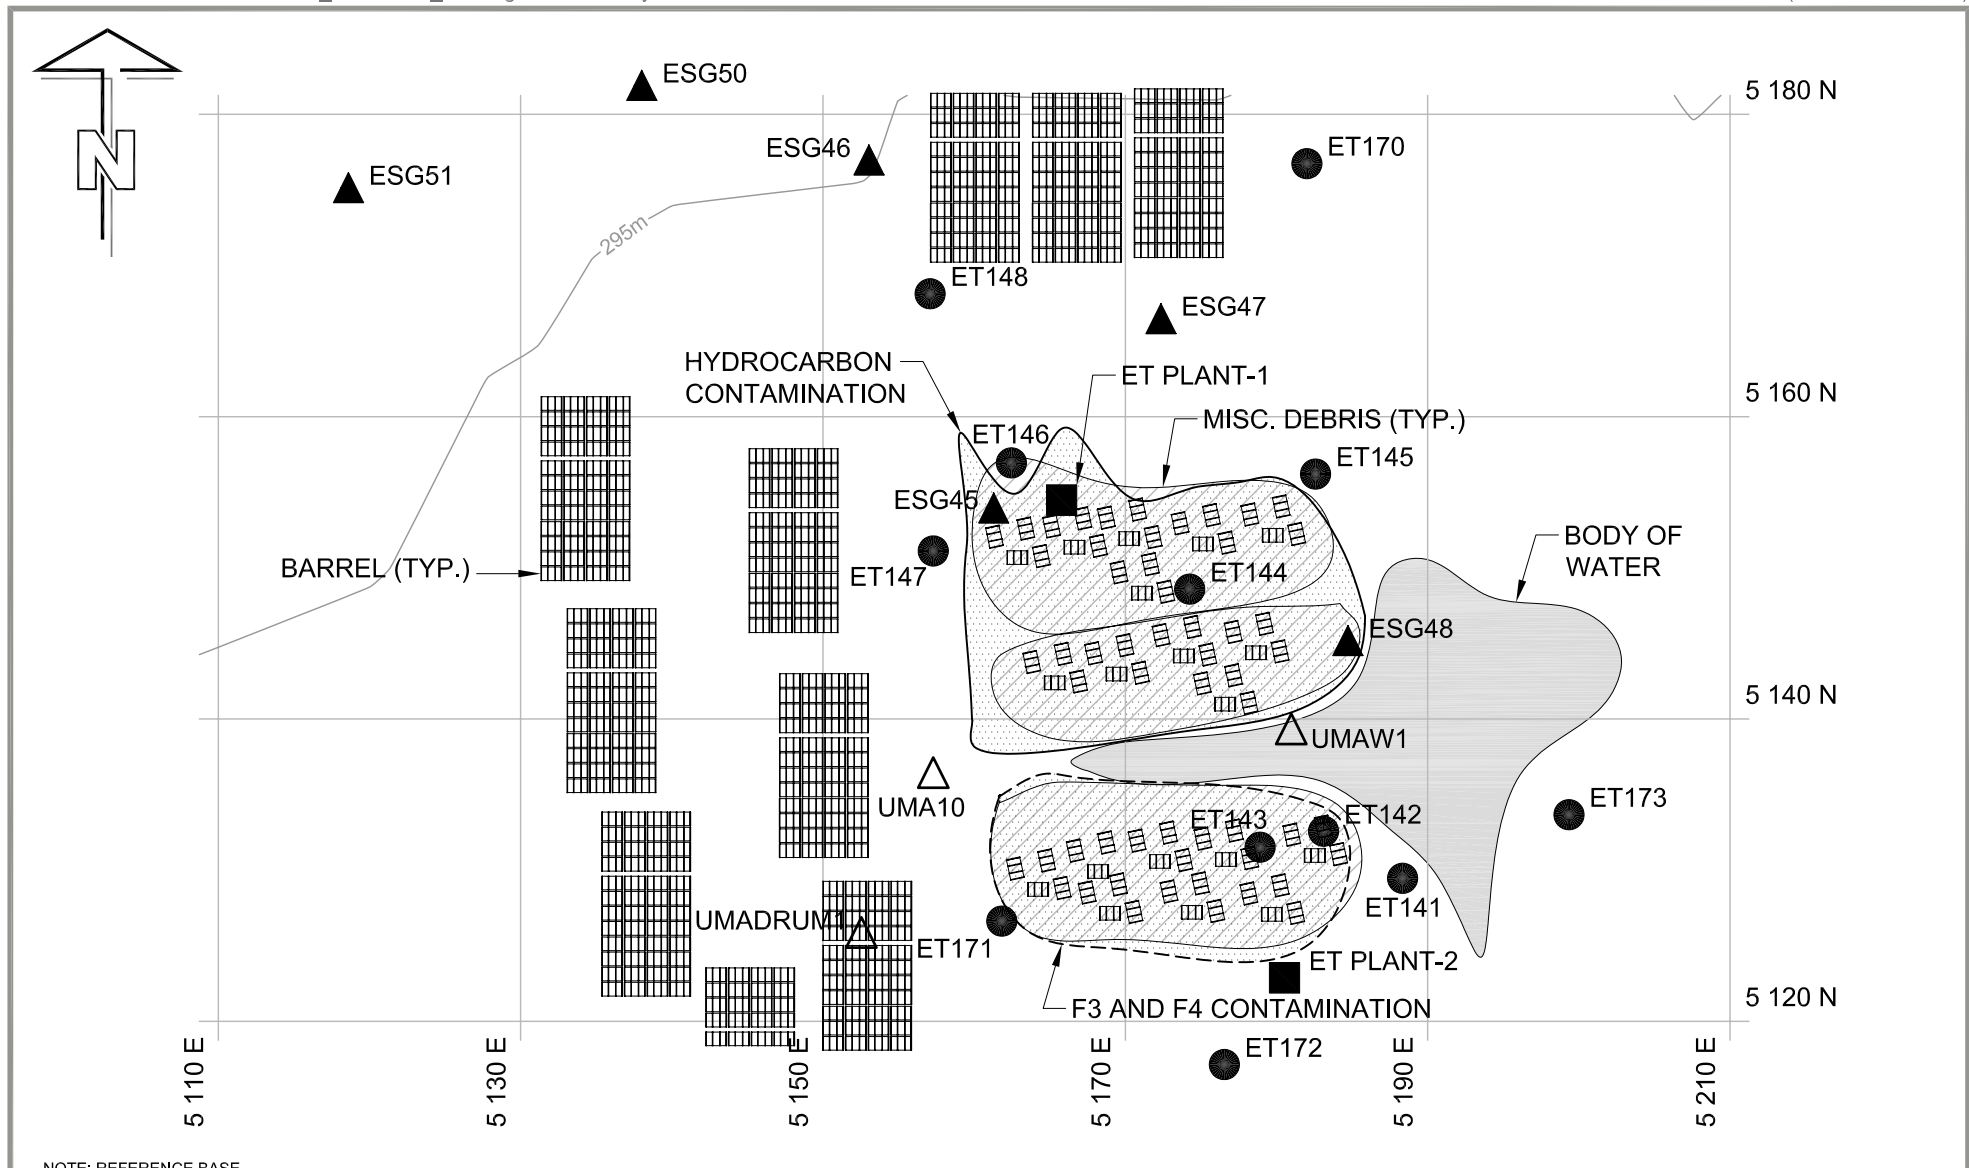 ESG50
5 180 N
ESG46
ET170
ESG51
N
295m
ET148
ESG47
HYDROCARBON
CONTAMINATION
ET PLANT-1
5 160 N
MISC. DEBRIS (TYP.)
ET146
ET145
ESG45
BODY OF
WATER
BARREL (TYP.)
ET147
ET144
ESG48
5 140 N
UMAW1
UMA10
ET173
ET143
ET142
UMADRUM1
ET171
ET141
ET PLANT-2
5 120 N
F3 AND F4 CONTAMINATION
ET172
5 110 E
5 130 E
5 150 E
5 170 E
5 190 E
5 210 E
NOTE: REFERENCE BASE